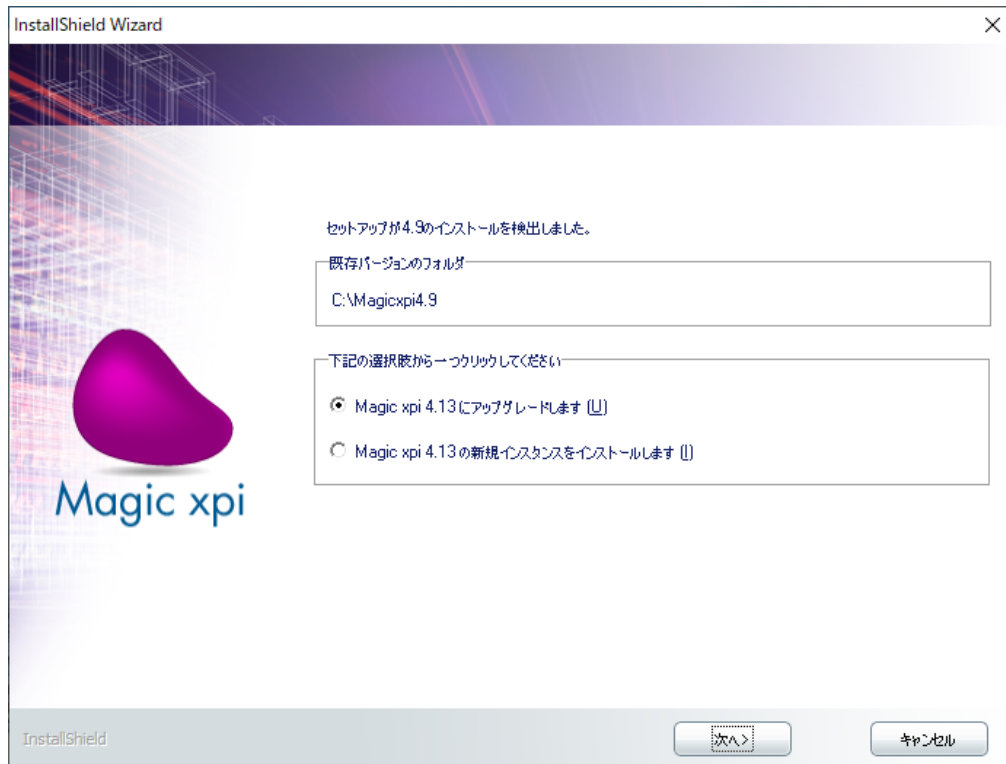 InstallShield Wizard
セットアップが4.9のインストールを検出しました。
既存バージョンのフォルダ
C:\Magicxpi4.9
下記の選択肢から一つクリックしてください
Magic xpi 4.13 にアップグレードします (U)
Magic xpi 4.13 の新規インスタンスをインストールします (I)
Magic xpi
InstallShield
次へ>
キャンセル